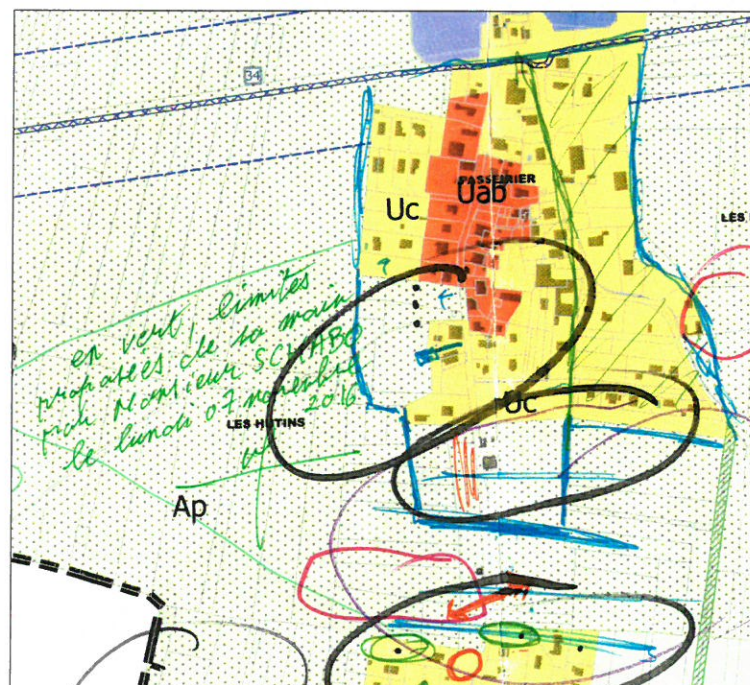 34
PASSEIRIER
Uab
Uc
LES
en vert, limites
proposées de sa main
par Monsieur SCHABO
le lundi 07 novembre
2016
LES HUTINS
Uc
Ap